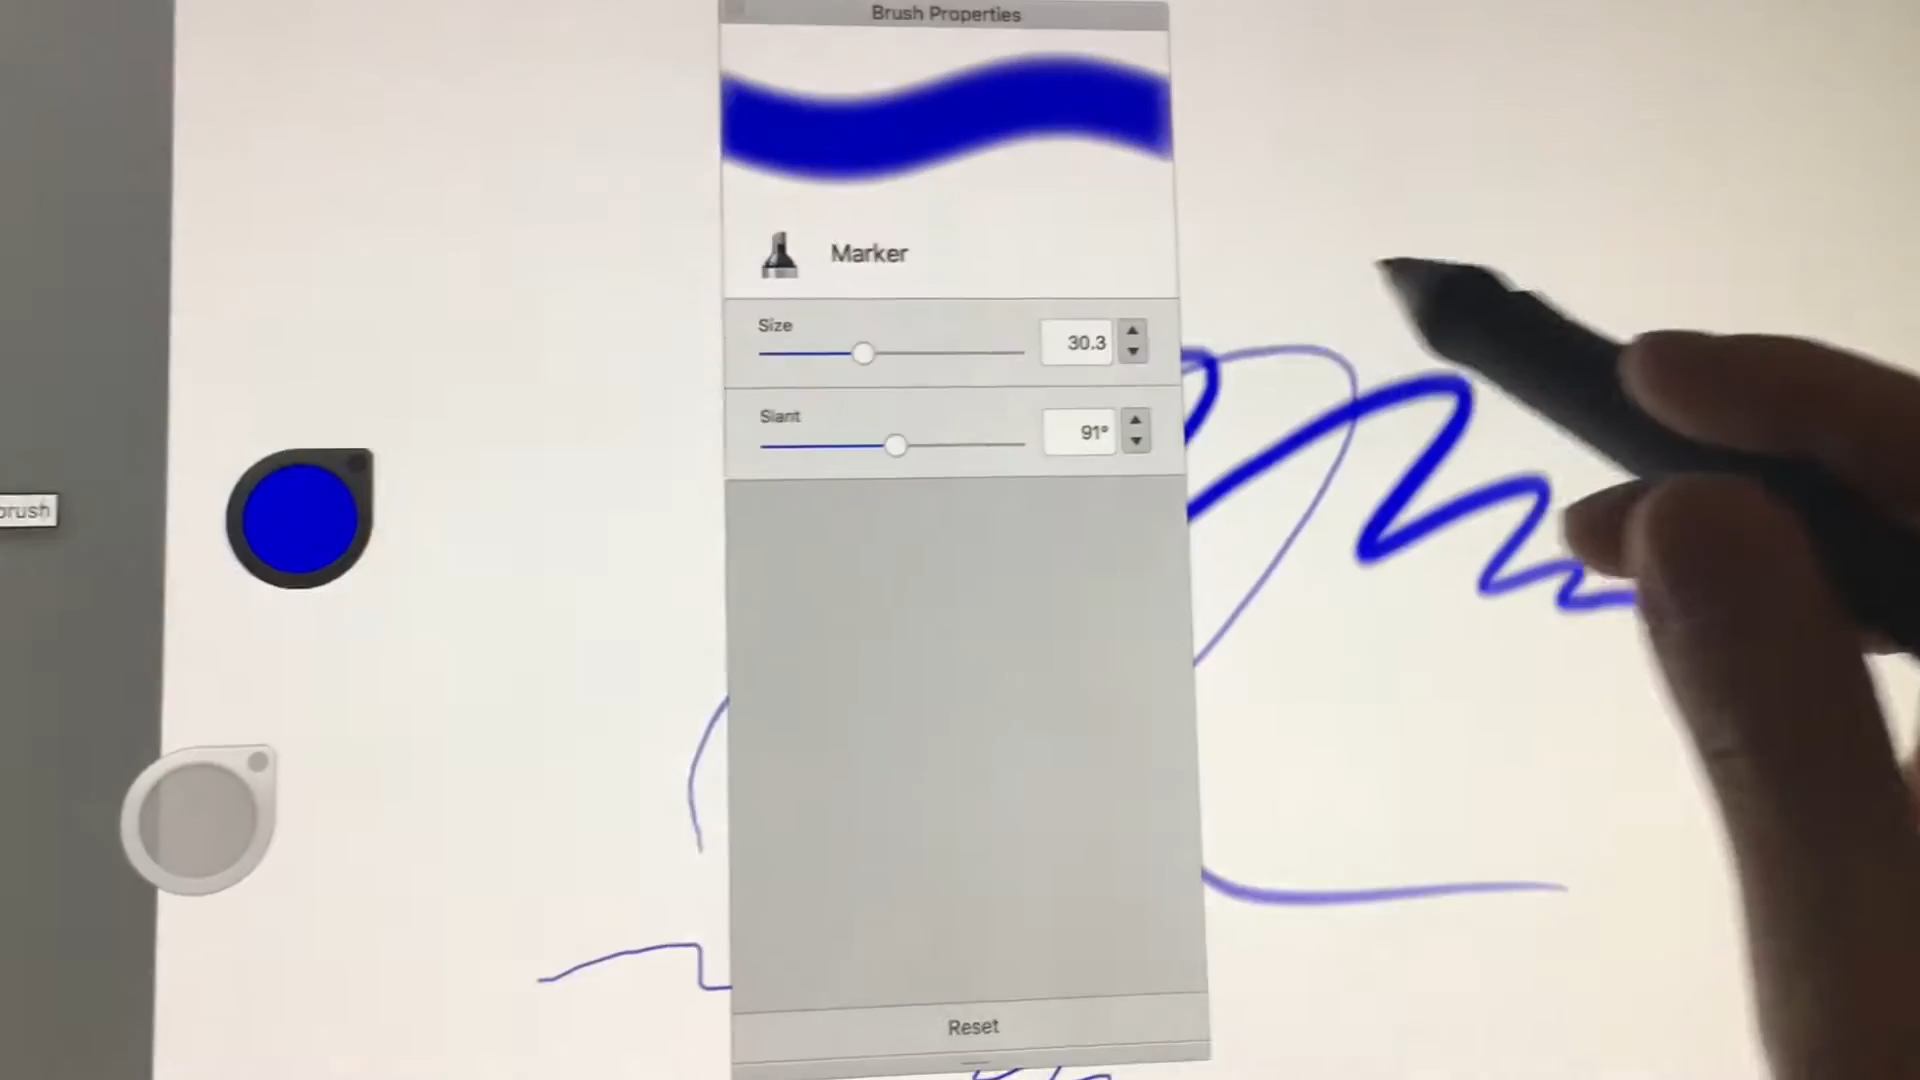 Brush Properties
Marker
Size
30.3
Slant
91°
brush
Reset